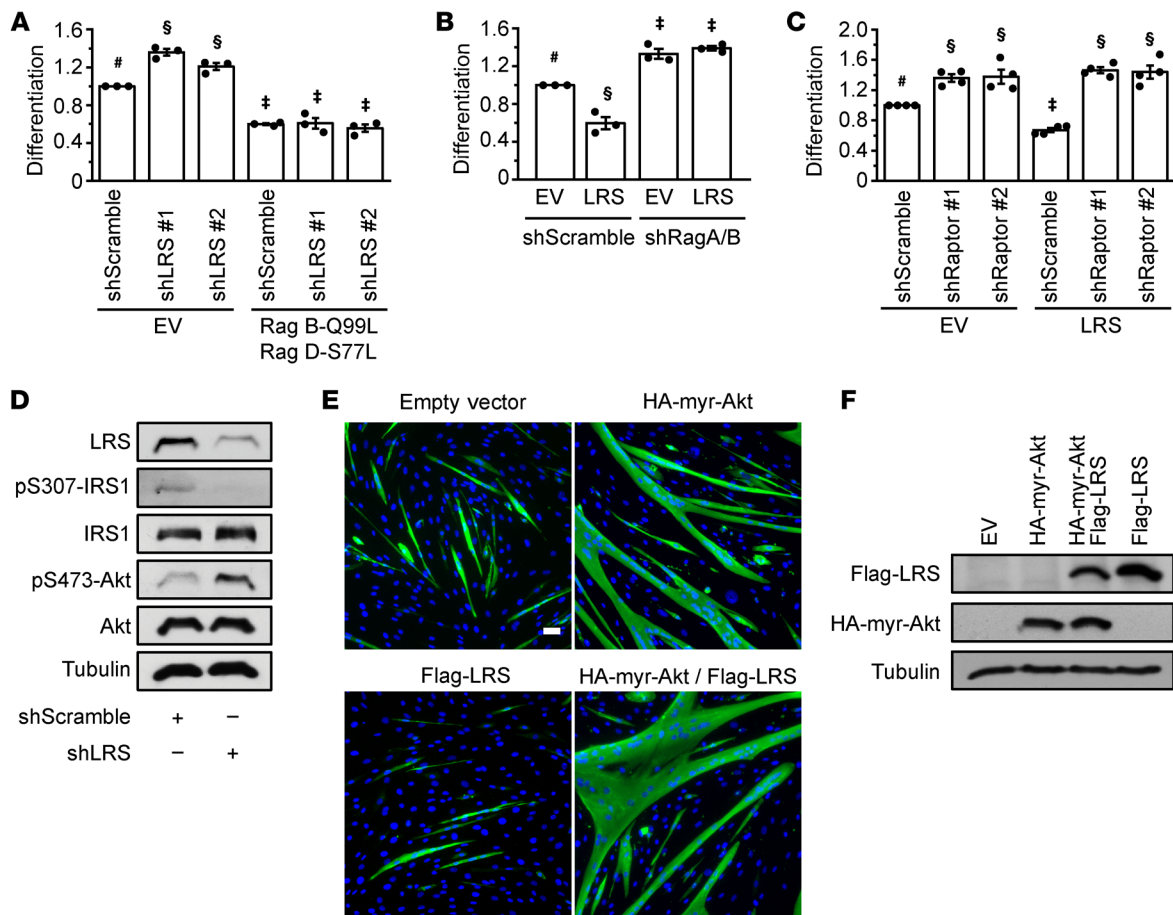 A
Differentiation
1.6
1.2
0.8
0.4
0
#
§
§
‡
‡
‡
shScramble
shLRS #1
shLRS #2
shScramble
shLRS #1
shLRS #2
EV
Rag B-Q99L
Rag D-S77L
B
Differentiation
1.6
1.2
0.8
0.4
0
#
§
‡
‡
EV LRS EV LRS
shScramble shRagA/B
C
Differentiation
2.0
1.6
1.2
0.8
0.4
0
#
§
§
‡
§
§
shScramble
shRaptor #1
shRaptor #2
shScramble
shRaptor #1
shRaptor #2
EV
LRS
D
LRS
pS307-IRS1
IRS1
pS473-Akt
Akt
Tubulin
shScramble + –
shLRS – +
E
Empty vector
HA-myr-Akt
Flag-LRS
HA-myr-Akt / Flag-LRS
F
EV
HA-myr-Akt
HA-myr-Akt
Flag-LRS
Flag-LRS
Flag-LRS
HA-myr-Akt
Tubulin